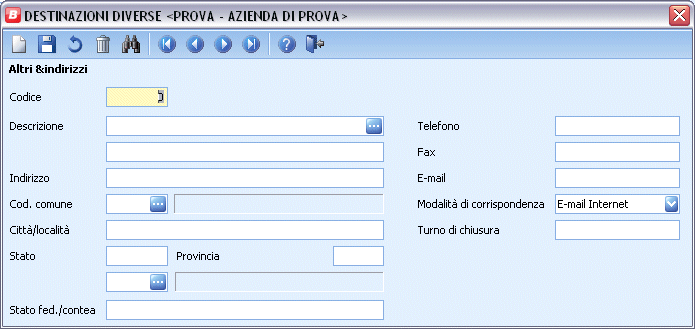 B DESTINAZIONI DIVERSE <PROVA - AZIENDA DI PROVA>
?
Altri &indirizzi
Codice
Descrizione ... Telefono
Fax
Indirizzo E-mail
Cod. comune ... Modalità di corrispondenza E-mail Internet
Città/località Turno di chiusura
Stato Provincia
...
Stato fed./contea